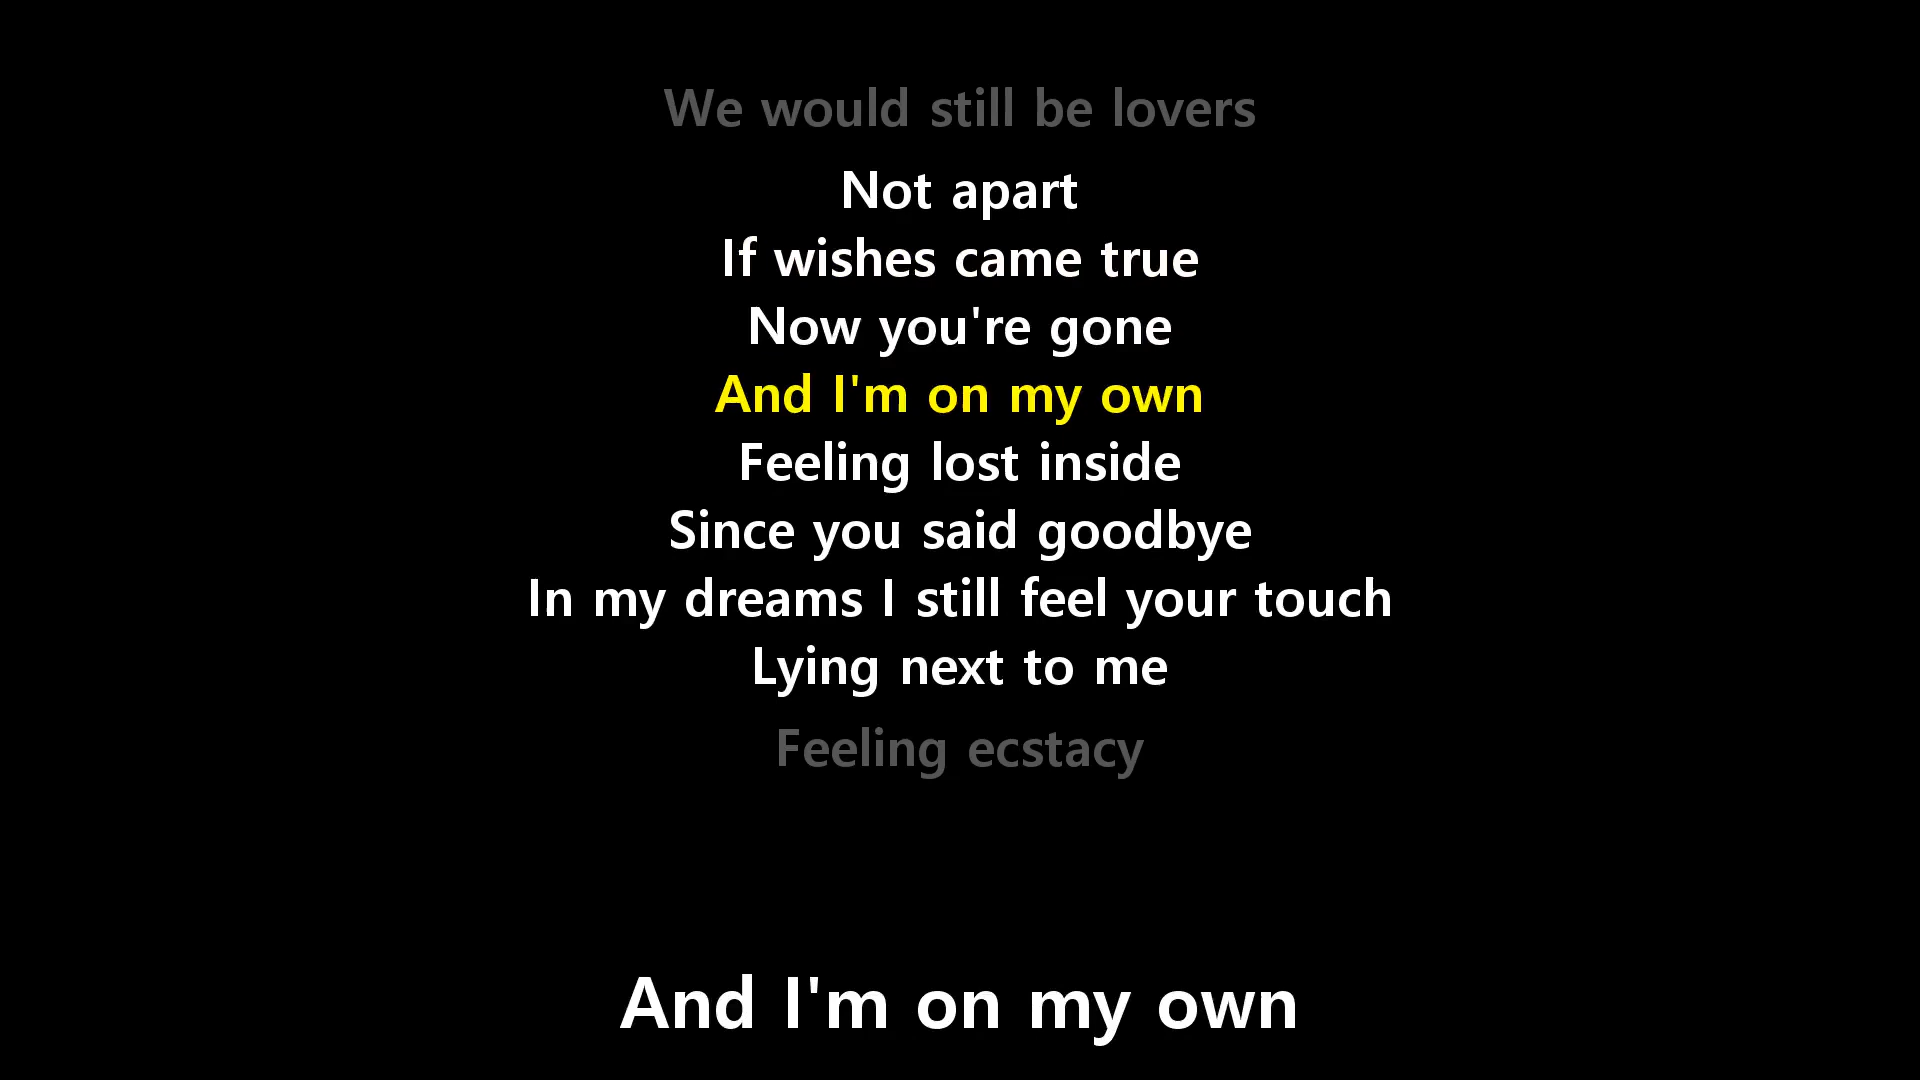 We would still be lovers
Not apart
If wishes came true
Now you're gone
And I'm on my own
Feeling lost inside
Since you said goodbye
In my dreams I still feel your touch
Lying next to me
Feeling ecstacy
And I'm on my own